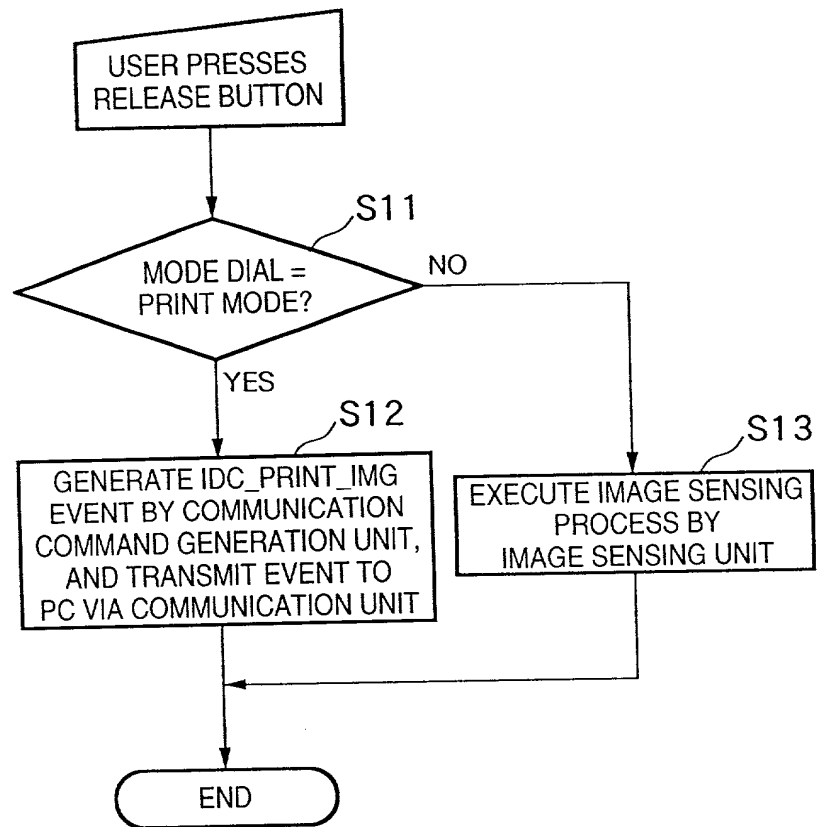 USER PRESSES
RELEASE BUTTON
S11
MODE DIAL =
PRINT MODE?
NO
YES
S12
GENERATE IDC_PRINT_IMG
EVENT BY COMMUNICATION
COMMAND GENERATION UNIT,
AND TRANSMIT EVENT TO
PC VIA COMMUNICATION UNIT
S13
EXECUTE IMAGE SENSING
PROCESS BY
IMAGE SENSING UNIT
END